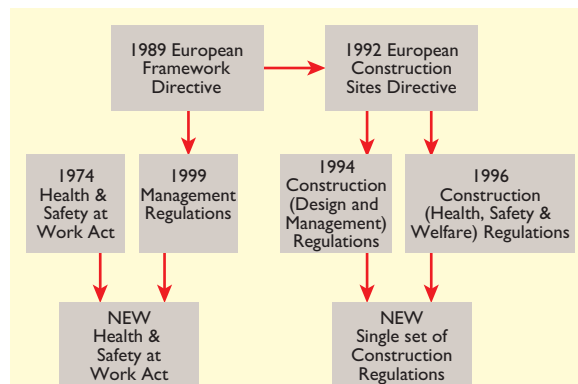 1989 European
Framework
Directive
1992 European
Construction
Sites Directive
1974
Health &
Safety at
Work Act
1999
Management
Regulations
1994
Construction
(Design and
Management)
Regulations
1996
Construction
(Health, Safety &
Welfare) Regulations
NEW
Health &
Safety at
Work Act
NEW
Single set of
Construction
Regulations